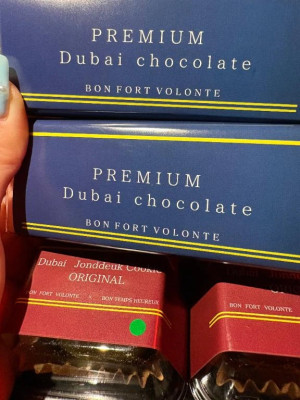 PREMIUM
Dubai chocolate
BON FORT VOLONTE
PREMIUM
Dubai chocolate
BON FORT VOLONTE
Dubai Jonddeuk Cookie
ORIGINAL
BON FORT VOLONTE BON TEMPS HEUREUX
BON FORT VOLONTE